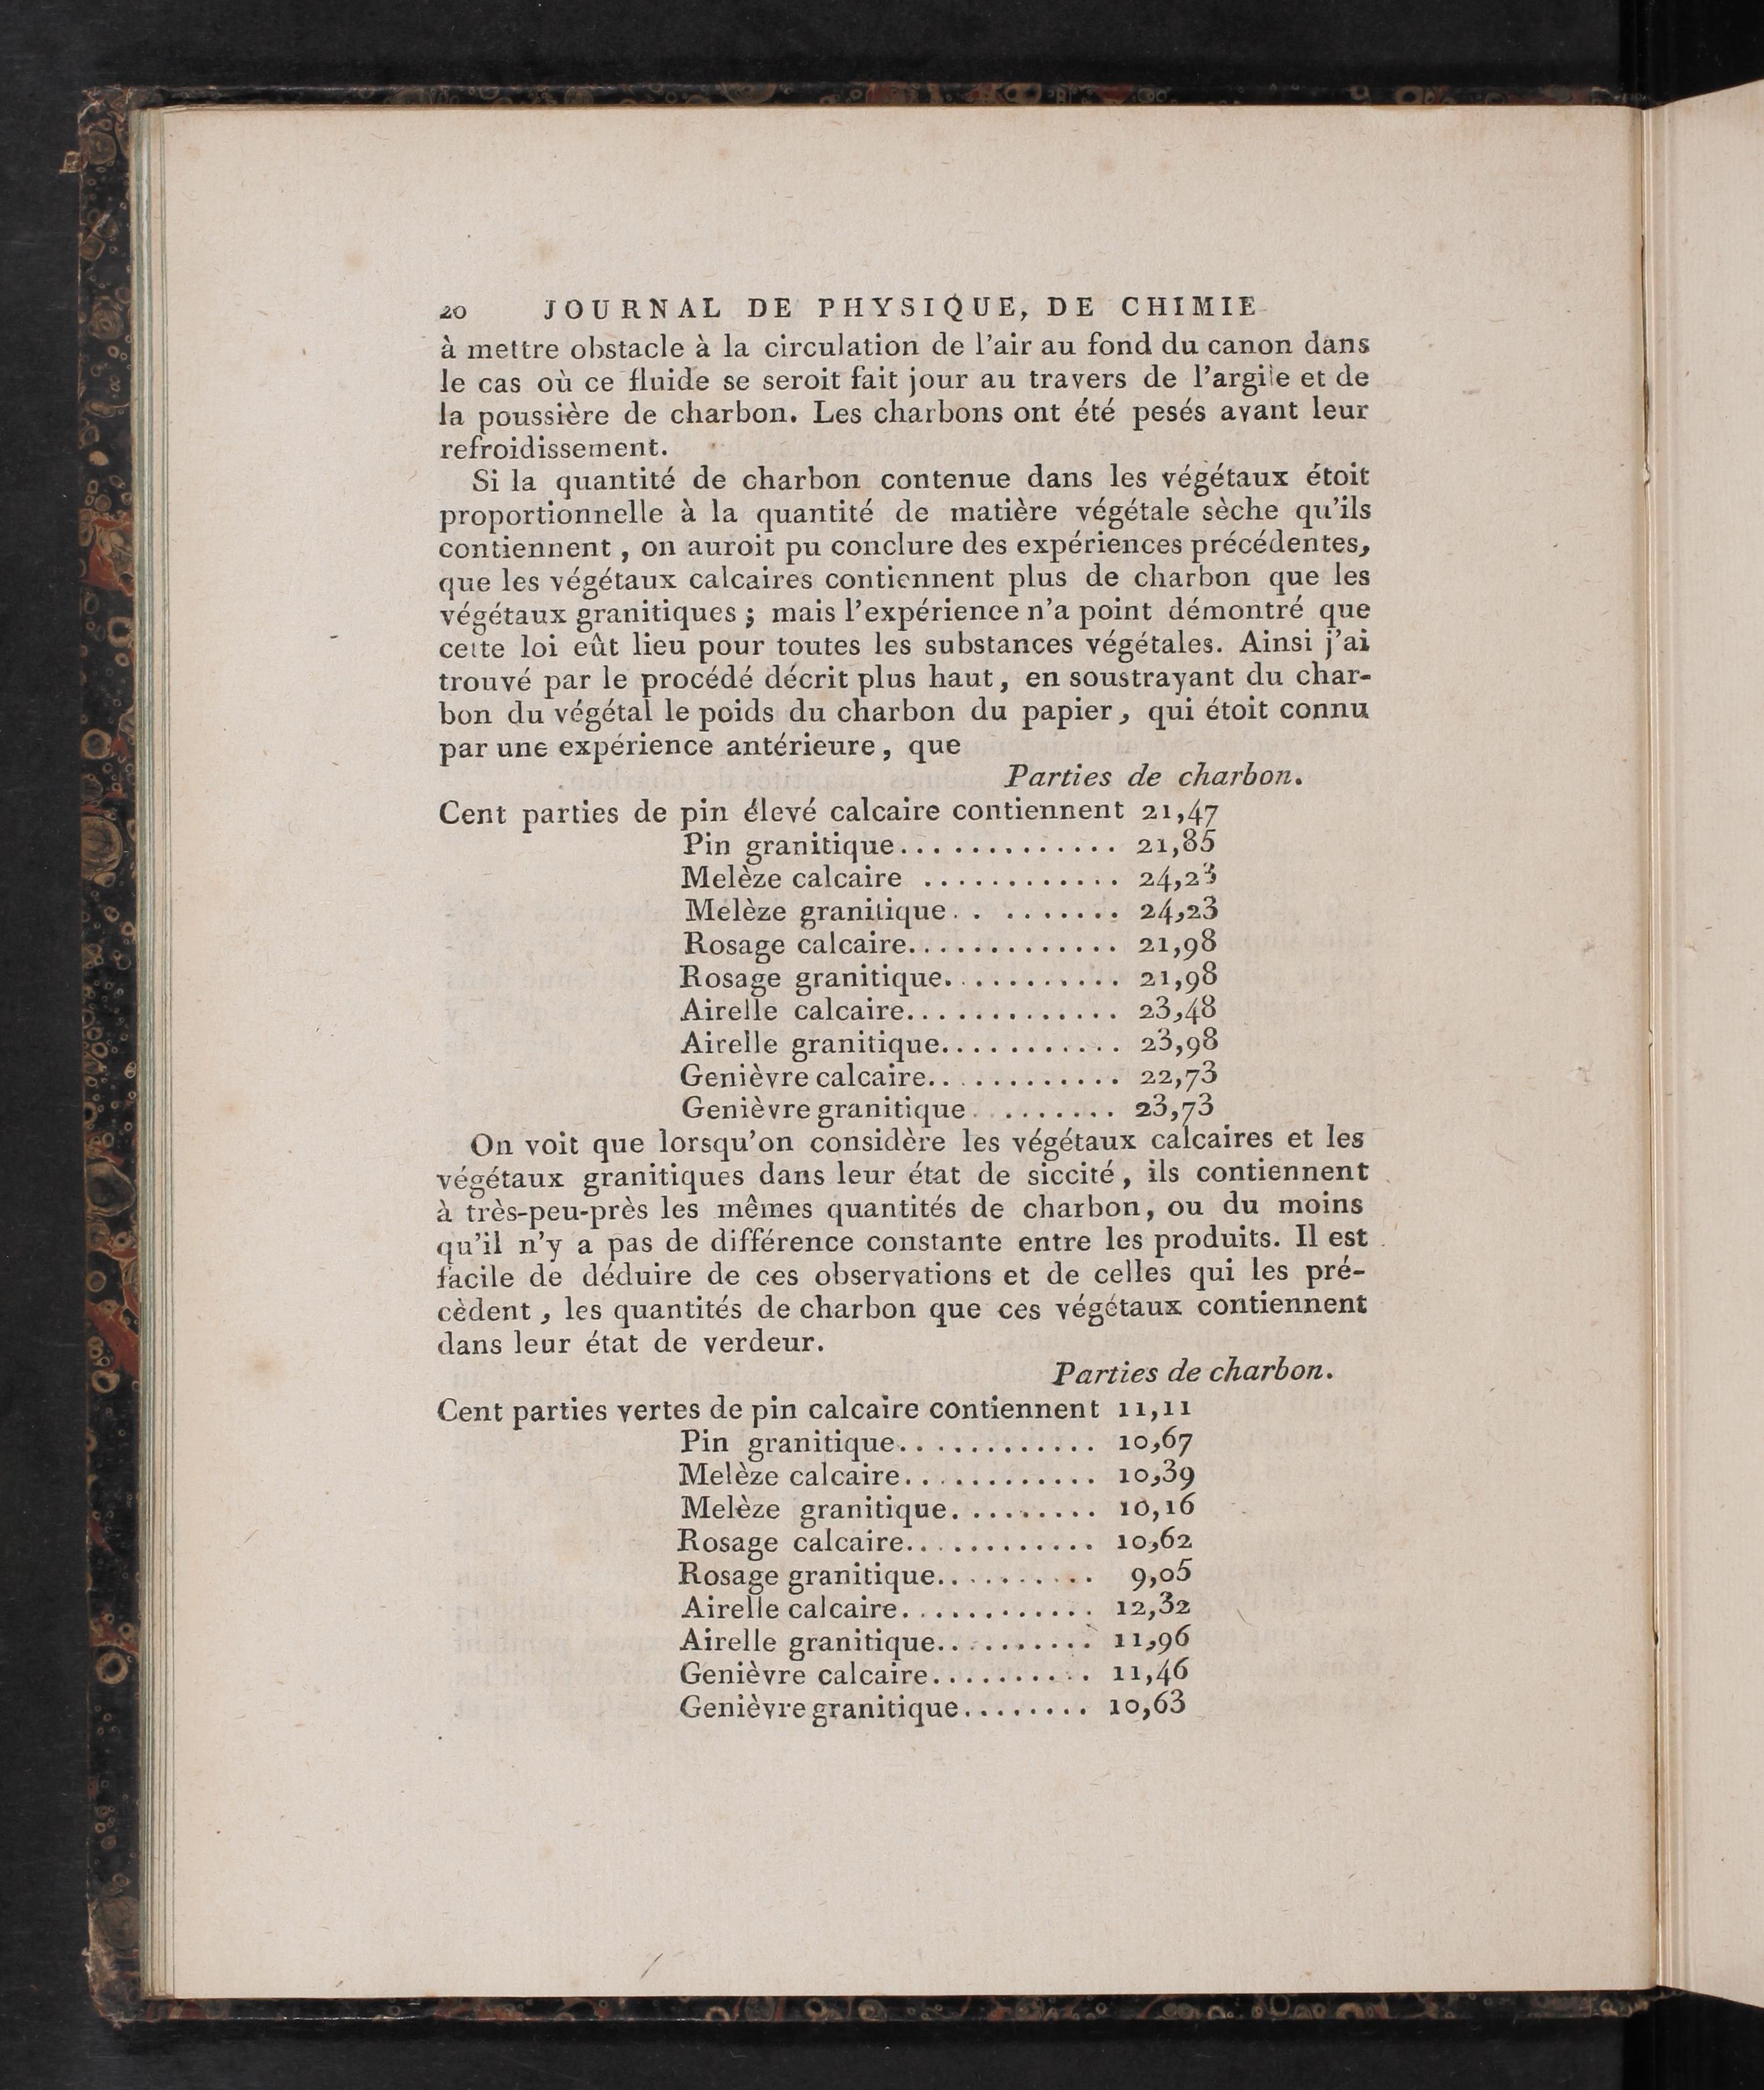 20 JOURNAL DE PHYSIQUE, DE CHIMIE
à mettre obstacle à la circulation de l'air au fond du canon dans
le cas où ce fluide se seroit fait jour au travers de l'argile et de
la poussière de charbon. Les charbons ont été pesés avant leur
refroidissement.
Si la quantité de charbon contenue dans les végétaux étoit
proportionnelle à la quantité de matière végétale sèche qu'ils
contiennent, on auroit pu conclure des expériences précédentes,
que les végétaux calcaires contiennent plus de charbon que les
végétaux granitiques; mais l'expérience n'a point démontré que
cette loi eût lieu pour toutes les substances végétales. Ainsi j'ai
trouvé par le procédé décrit plus haut, en soustrayant du char-
bon du végétal le poids du charbon du papier, qui étoit connu
par une expérience antérieure, que
Parties de charbon.
Cent parties de pin élevé calcaire contiennent 21,47
Pin granitique............. 21,85
Melèze calcaire ............ 24,23
Melèze granitique. . ....... 24,23
Rosage calcaire............. 21,98
Rosage granitique........... 21,98
Airelle calcaire............. 23,48
Airelle granitique........... 23,98
Genièvre calcaire............ 22,73
Genièvre granitique ........ 23,73
On voit que lorsqu'on considère les végétaux calcaires et les
végétaux granitiques dans leur état de siccité, ils contiennent
à très-peu-près les mêmes quantités de charbon, ou du moins
qu'il n'y a pas de différence constante entre les produits. Il est
facile de déduire de ces observations et de celles qui les pré-
cèdent, les quantités de charbon que ces végétaux contiennent
dans leur état de verdeur.
Parties de charbon.
Cent parties vertes de pin calcaire contiennent 11,11
Pin granitique............ 10,67
Melèze calcaire............ 10,39
Melèze granitique......... 10,16
Rosage calcaire............ 10,62
Rosage granitique.......... 9,05
Airelle calcaire............ 12,32
Airelle granitique.......... 11,96
Genièvre calcaire.......... 11,46
Genièvre granitique........ 10,63